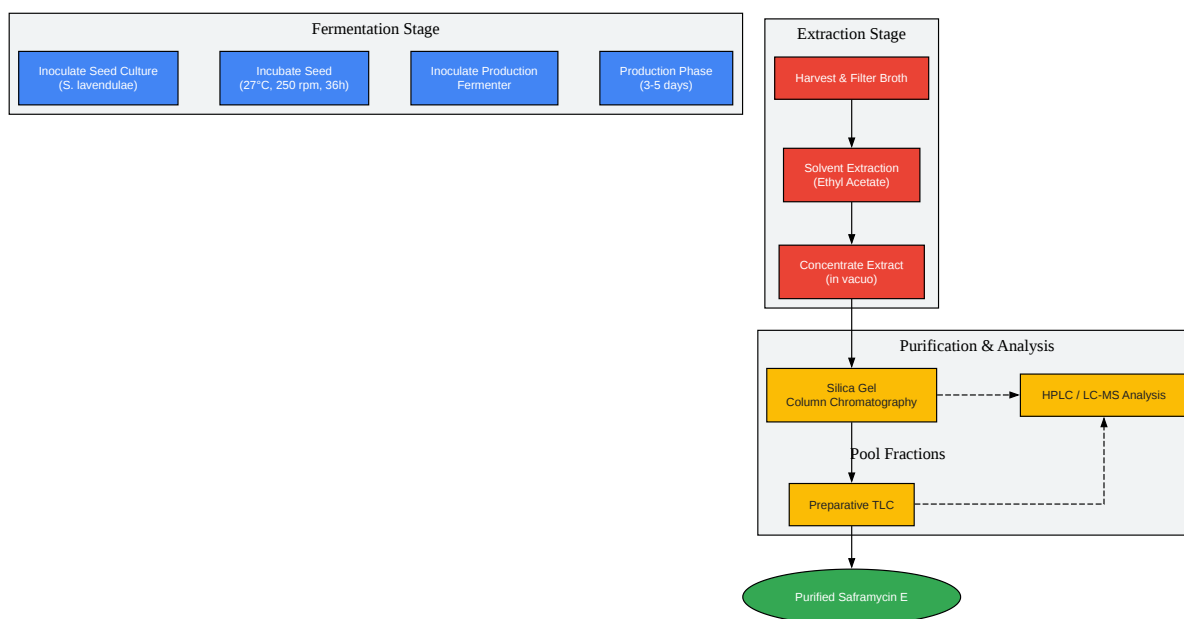 Fermentation Stage
Inoculate Seed Culture
(S. lavendulae)
Incubate Seed
(27°C, 250 rpm, 36h)
Inoculate Production
Fermenter
Production Phase
(3-5 days)
Extraction Stage
Harvest & Filter Broth
Solvent Extraction
(Ethyl Acetate)
Concentrate Extract
(in vacuo)
Purification & Analysis
Silica Gel
Column Chromatography
HPLC / LC-MS Analysis
Pool Fractions
Preparative TLC
Purified Saframycin E